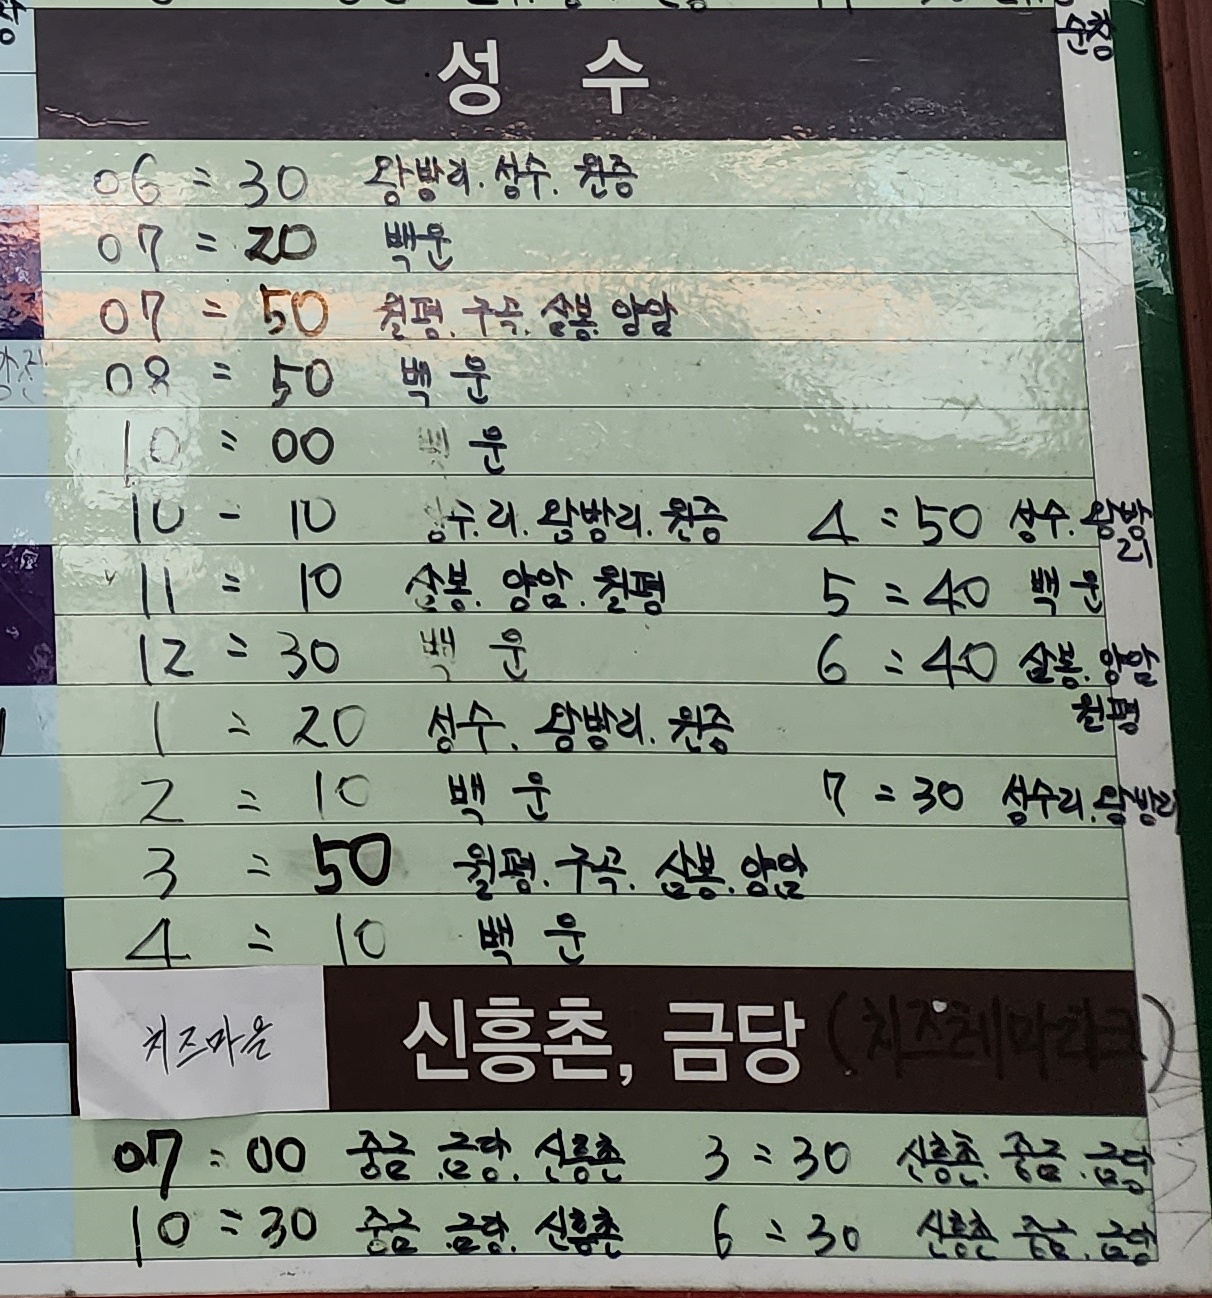 순창
성 수
06 = 30 왕방리. 성수. 원증
07 = 20 백운
07 = 50 월평. 구곡. 삼봉. 양암
08 = 50 백 운
10 = 00 백 운
10 - 10 성수.리. 왕방리. 원증 4 = 50 성수. 왕방리
11 = 10 삼봉. 양암. 월평 5 = 40 백 운
12 = 30 백 운 6 = 40 삼봉. 양암
월평
1 = 20 성수. 왕방리. 원증
2 = 10 백 운 7 = 30 성수리. 왕방리
3 = 50 월평. 구곡. 삼봉. 양암
4 = 10 백 운
치즈마을 신흥촌, 금당 (치즈테마파크)
07 = 00 중금 .금당. 신흥촌 3 = 30 신흥촌. 중금. 금당
10 = 30 중금 .금당. 신흥촌 6 = 30 신흥촌 중금. 금당